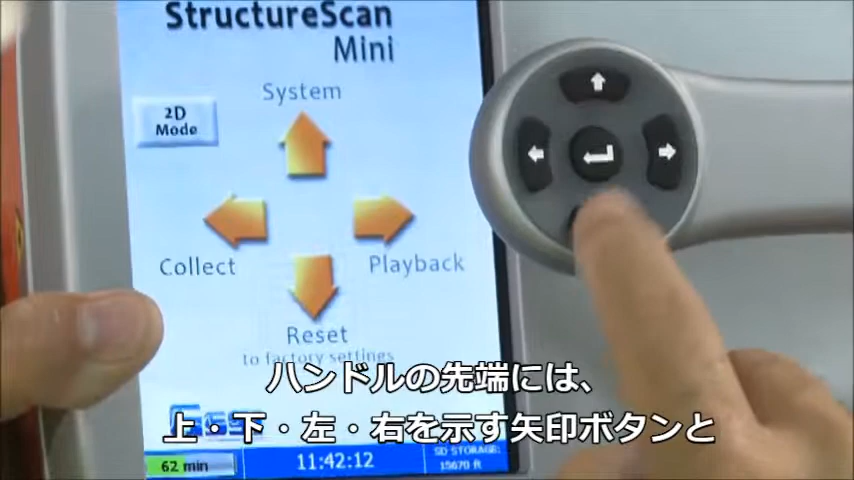 StructureScan
Mini
System
2D
Mode
Collect
Playback
Reset
to factory settings
ハンドルの先端には、
上・下・左・右を示す矢印ボタンと
62 min
11:42:12
SD STORAGE:
15670 ft